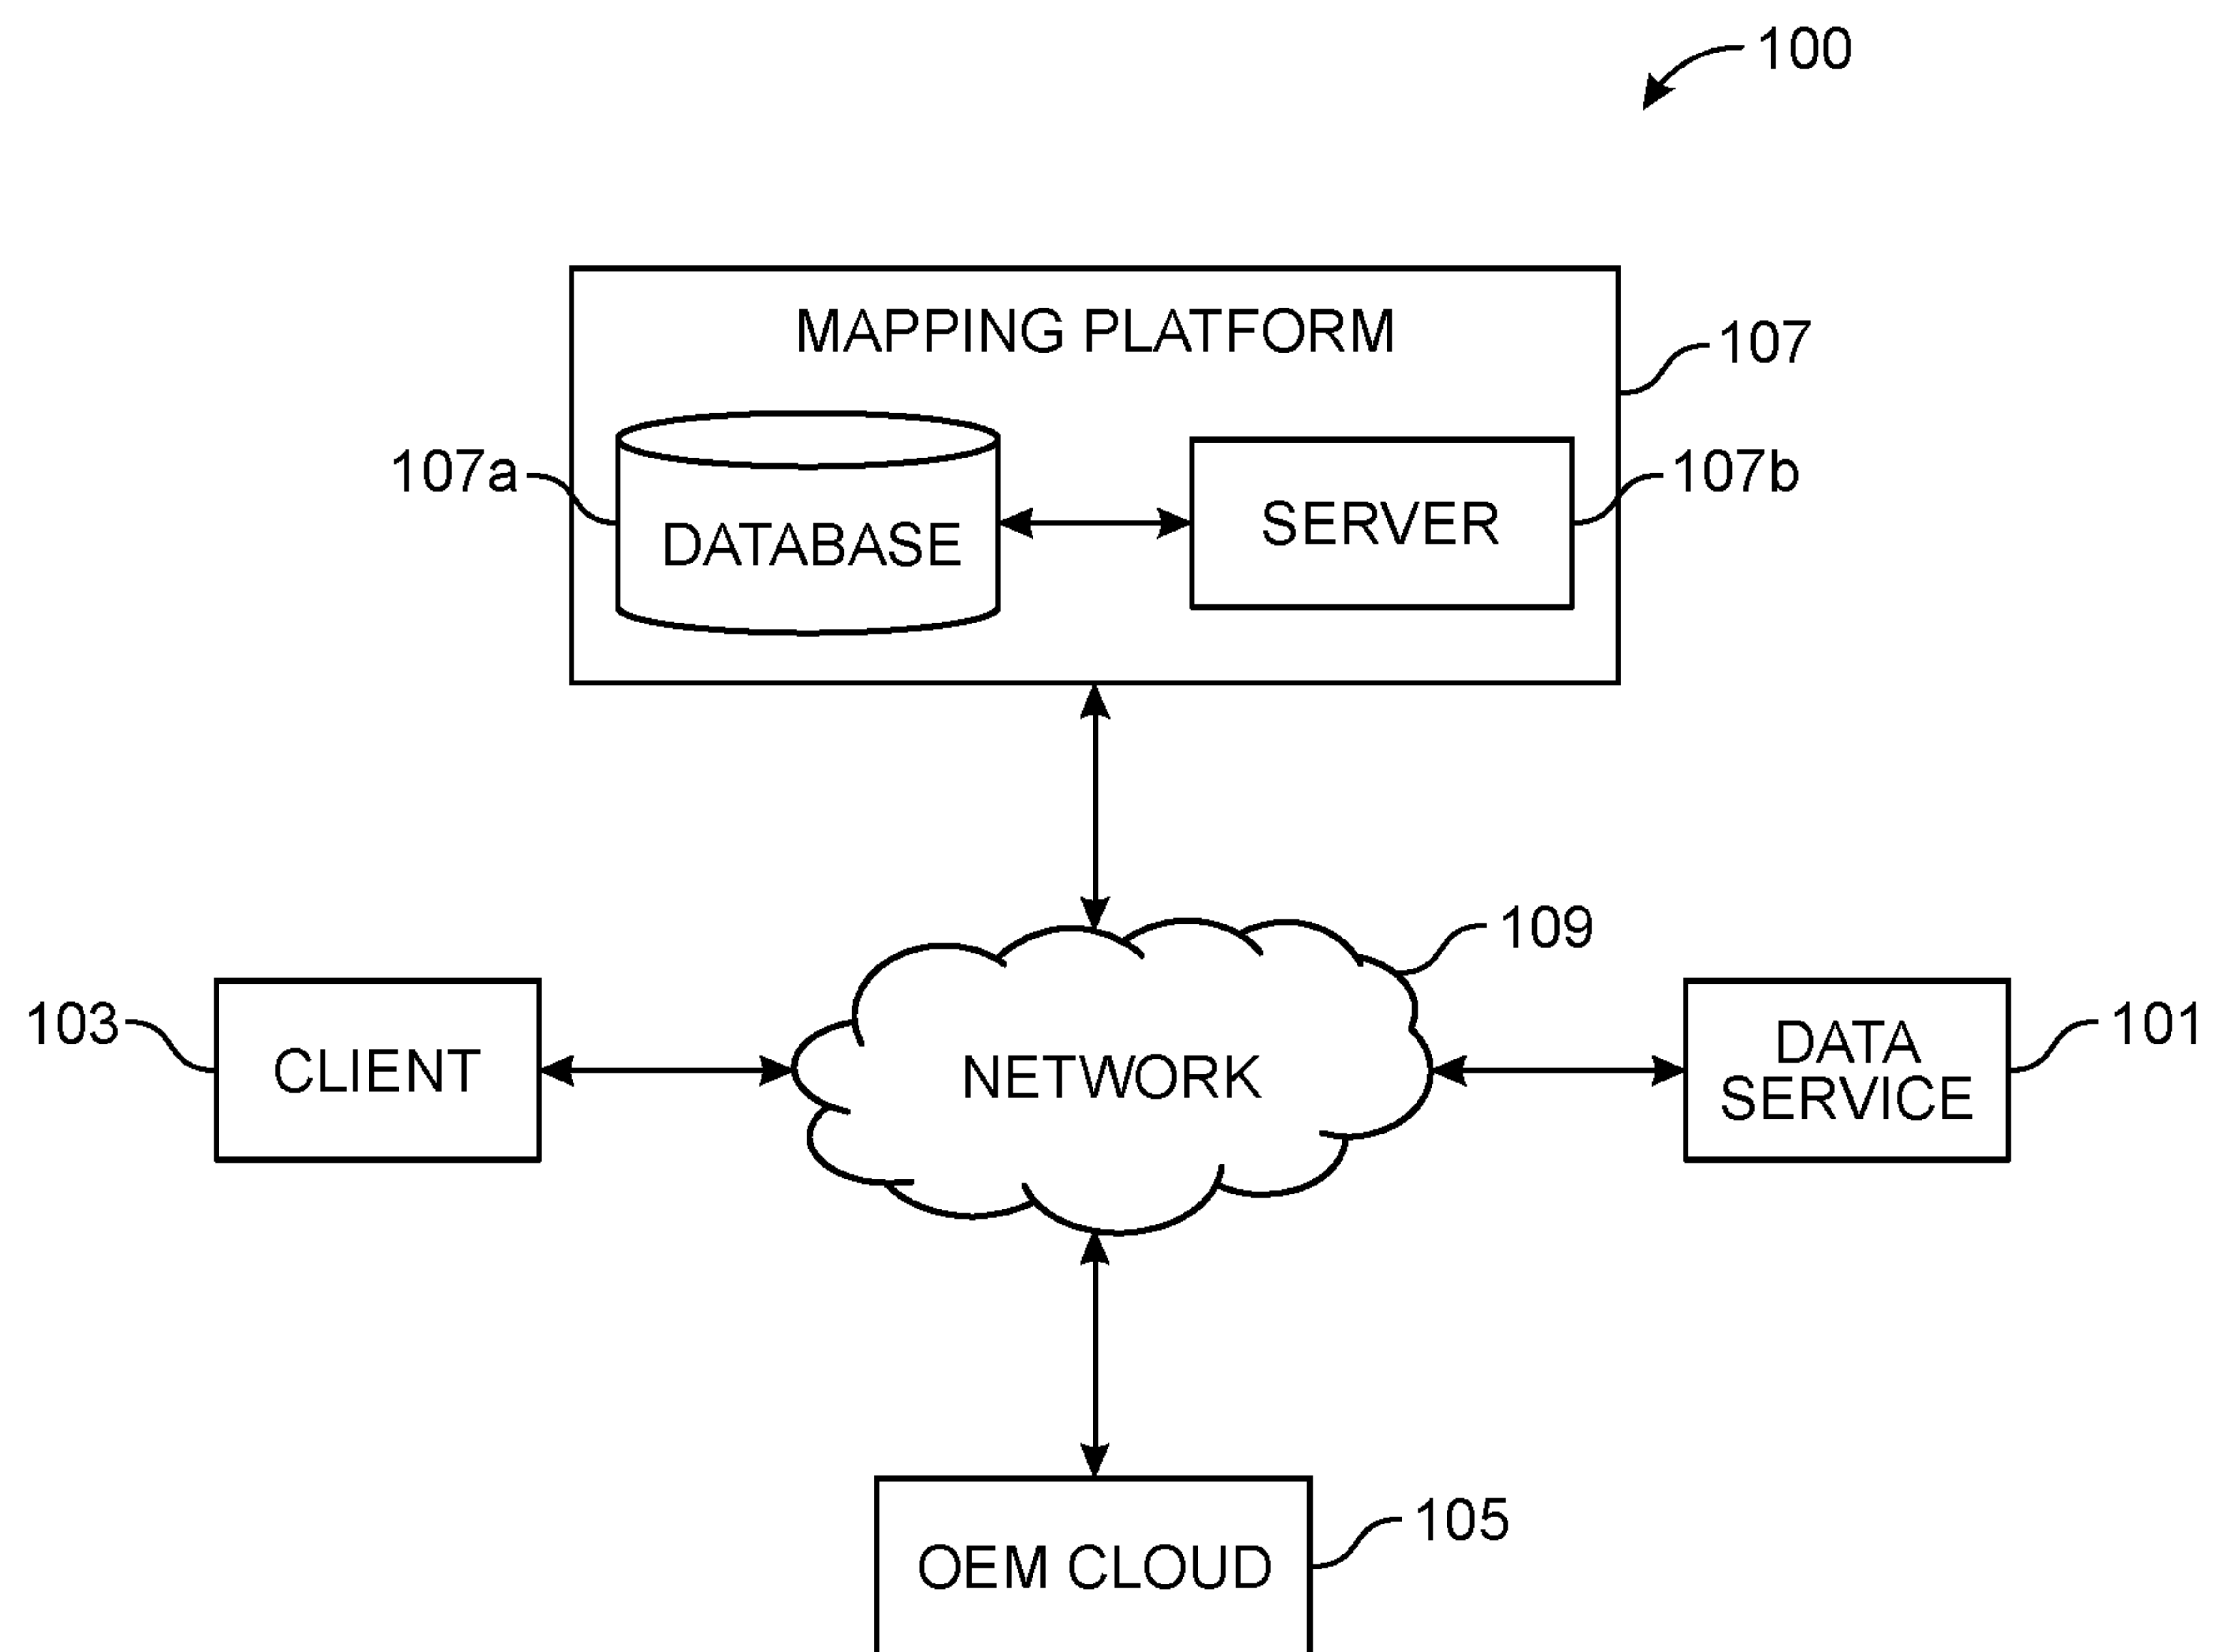 100
MAPPING PLATFORM
107
107a
DATABASE
SERVER
107b
109
103
CLIENT
NETWORK
DATA
SERVICE
101
OEM CLOUD
105